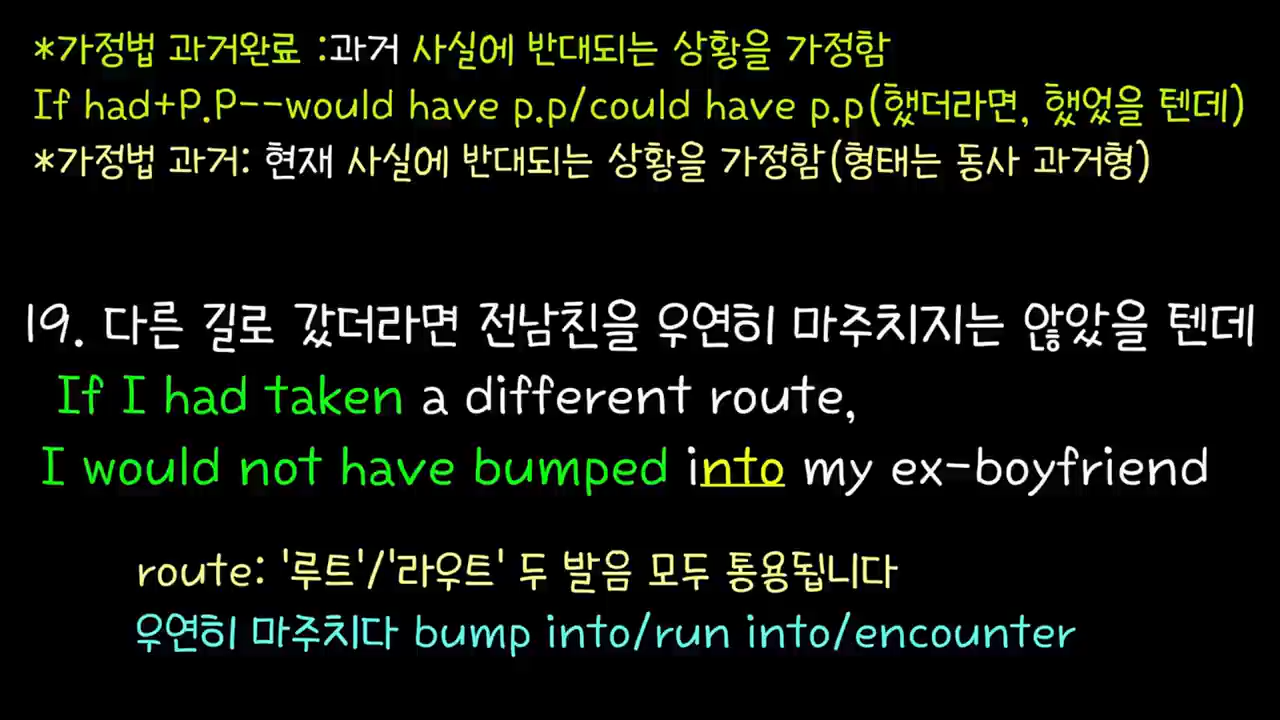 *가정법 과거완료 :과거 사실에 반대되는 상황을 가정함
If had+P.P--would have p.p/could have p.p(했더라면, 했었을 텐데)
*가정법 과거: 현재 사실에 반대되는 상황을 가정함(형태는 동사 과거형)
19. 다른 길로 갔더라면 전남친을 우연히 마주치지는 않았을 텐데
If I had taken a different route,
I would not have bumped into my ex-boyfriend
route: '루트'/'라우트' 두 발음 모두 통용됩니다
우연히 마주치다 bump into/run into/encounter